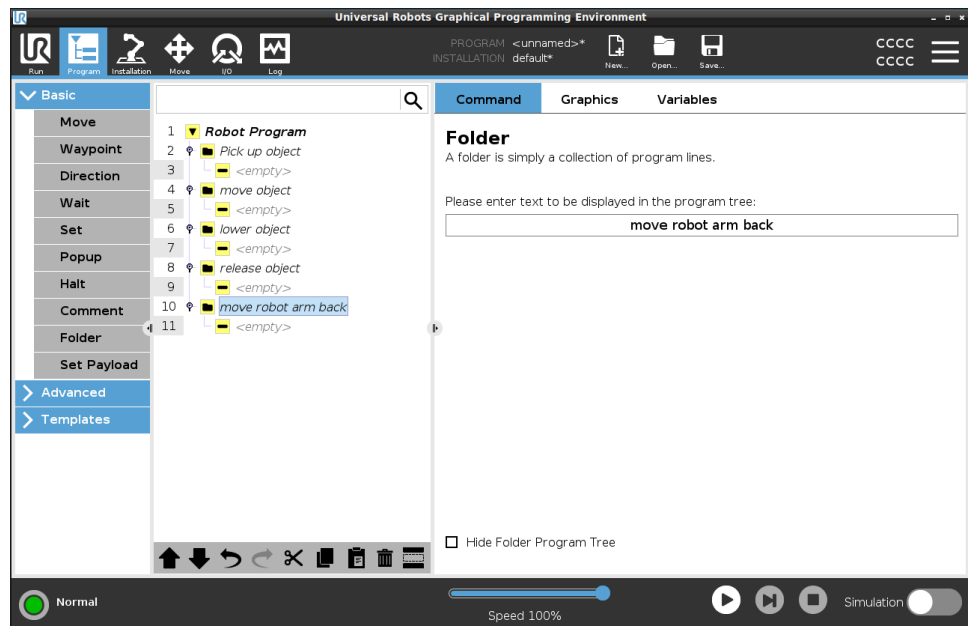 Universal Robots Graphical Programming Environment
UR
Run
Program
Installation
Move
I/O
Log
PROGRAM <unnamed>*
INSTALLATION default*
New...
Open...
Save...
CCCC
CCCC
Basic
Move
Waypoint
Direction
Wait
Set
Popup
Halt
Comment
Folder
Set Payload
Advanced
Templates
1 Robot Program
2 Pick up object
3 <empty>
4 move object
5 <empty>
6 lower object
7 <empty>
8 release object
9 <empty>
10 move robot arm back
11 <empty>
Command Graphics Variables
Folder
A folder is simply a collection of program lines.
Please enter text to be displayed in the program tree:
move robot arm back
Hide Folder Program Tree
Normal
Speed 100%
Simulation